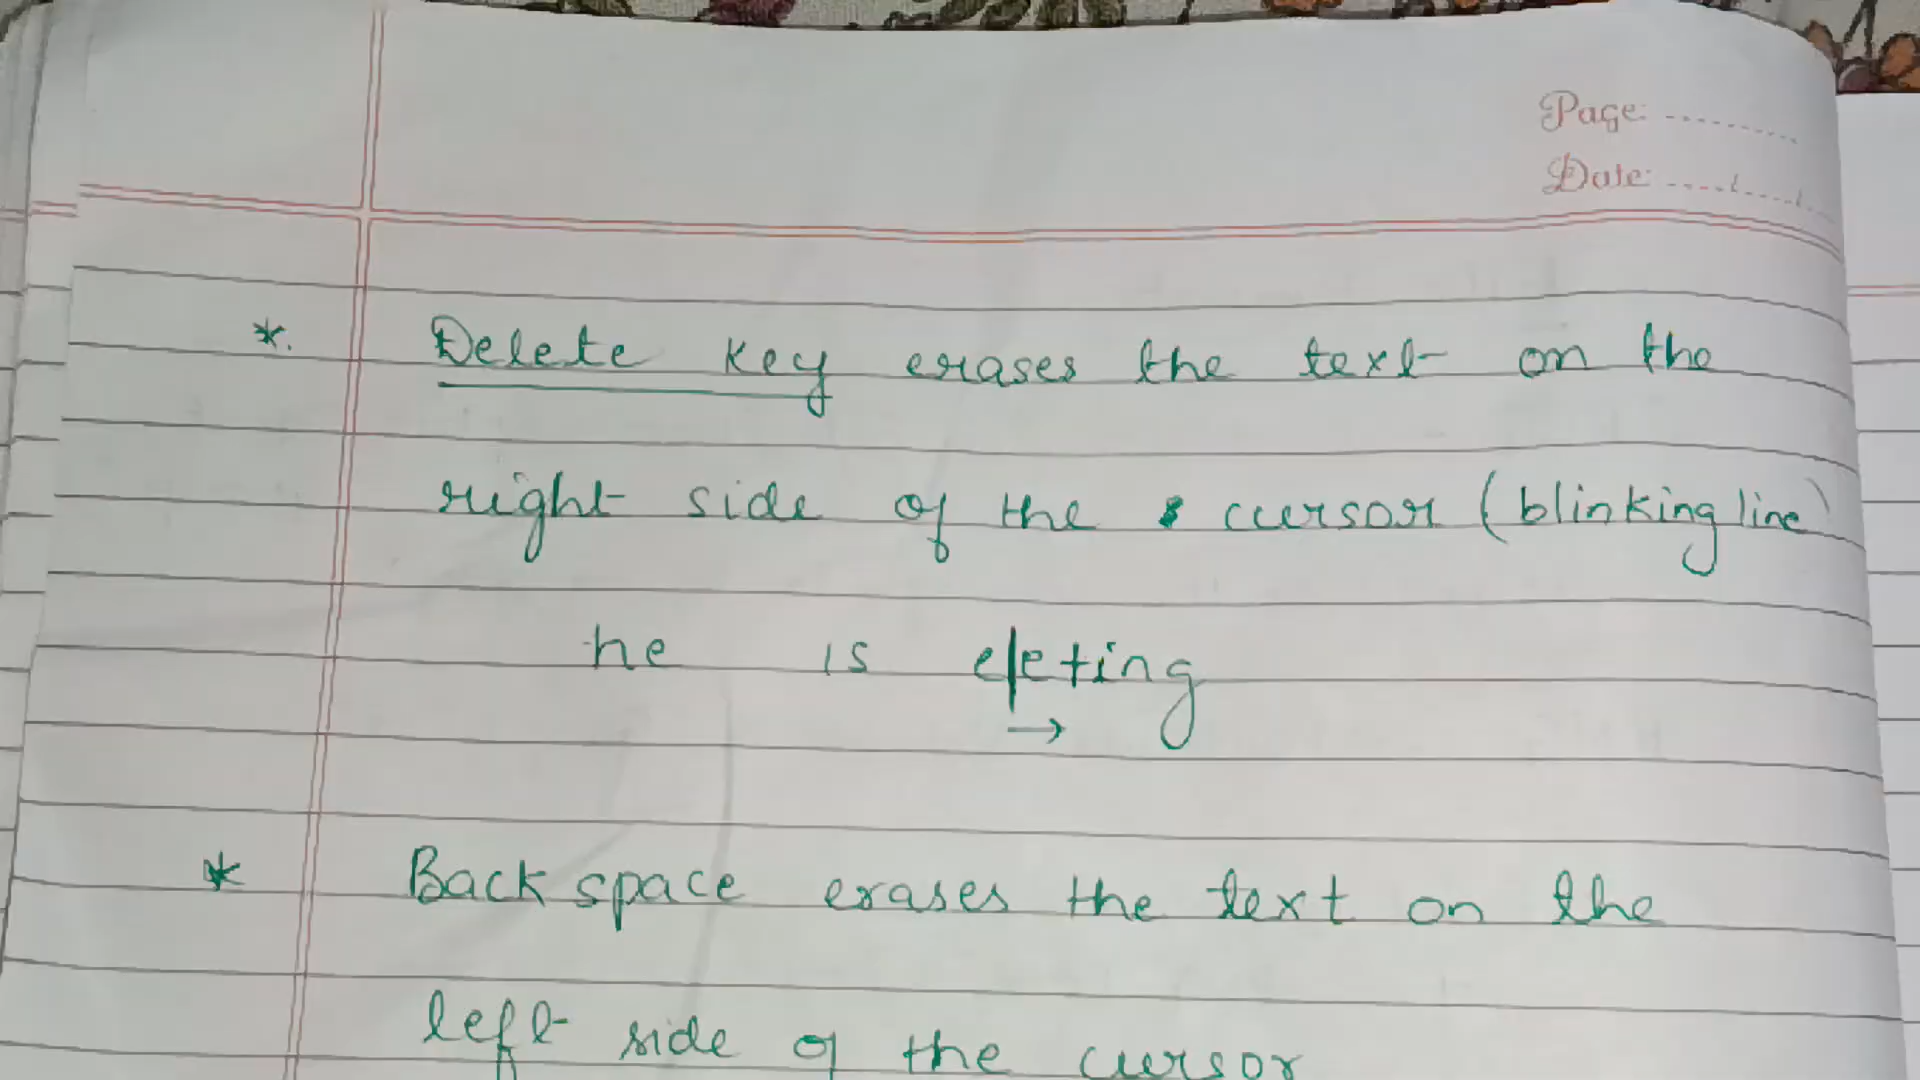 Page: ..........
Date: ..../..../
*. Delete key erases the text on the
right side of the cursor (blinking line)
he is e|eting
→
* Back space erases the text on the
left side of the cursor